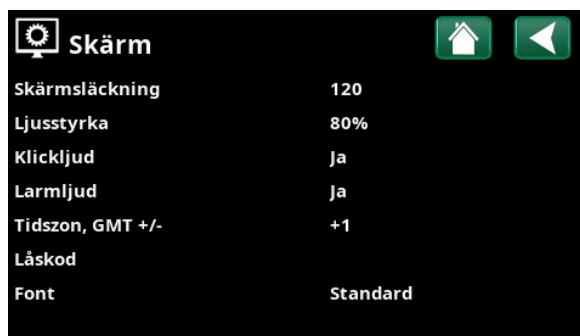 Skärm
Skärmsläckning 120
Ljusstyrka 80%
Klickljud Ja
Larmljud Ja
Tidszon, GMT +/- +1
Låskod
Font Standard